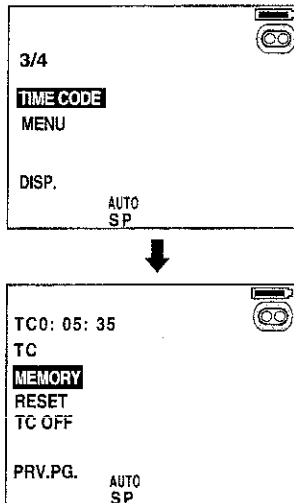 3/4
TIME CODE
MENU
DISP.
AUTO
SP
TC0: 05: 35
TC
MEMORY
RESET
TC OFF
PRV.PG.
AUTO
SP